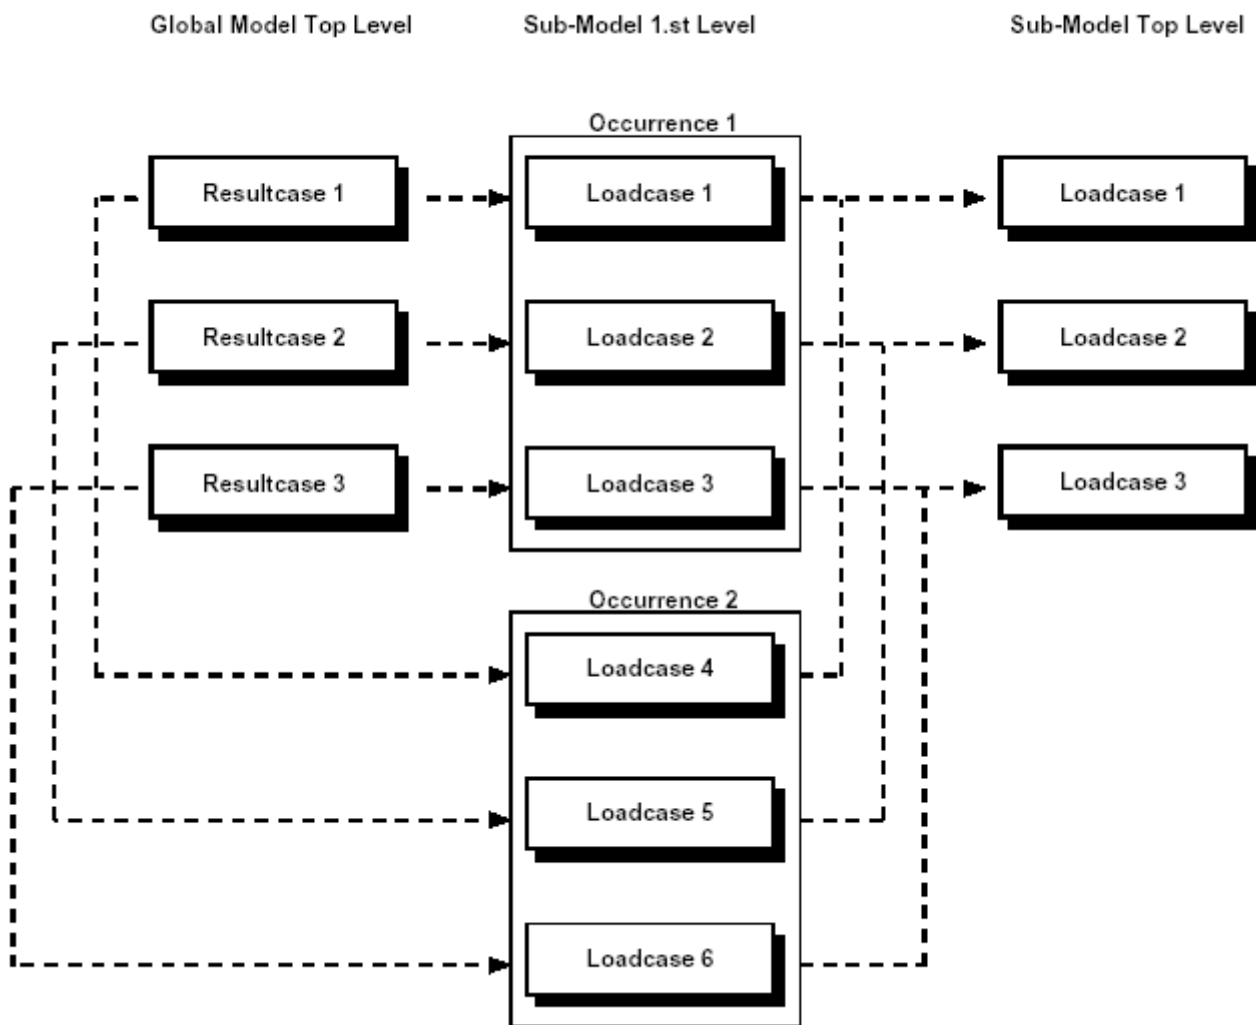 Global Model Top Level
Sub-Model 1.st Level
Sub-Model Top Level
Occurrence 1
Resultcase 1
Loadcase 1
Loadcase 1
Resultcase 2
Loadcase 2
Loadcase 2
Resultcase 3
Loadcase 3
Loadcase 3
Occurrence 2
Loadcase 4
Loadcase 5
Loadcase 6